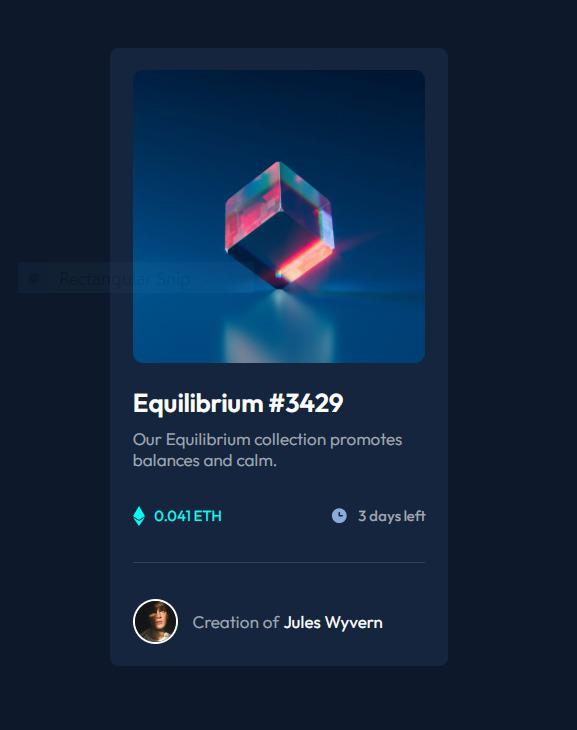 Rectangular Snip
Equilibrium #3429
Our Equilibrium collection promotes
balances and calm.
0.041 ETH
3 days left
Creation of Jules Wyvern